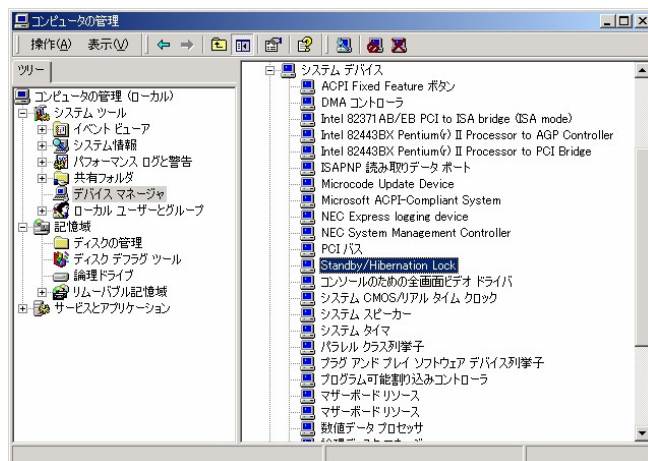 コンピュータの管理
操作(A) 表示(V)
ツリー
コンピュータの管理 (ローカル)
システム ツール
イベント ビューア
システム情報
パフォーマンス ログと警告
共有フォルダ
デバイス マネージャ
ローカル ユーザーとグループ
記憶域
ディスクの管理
ディスク デフラグ ツール
論理ドライブ
リムーバブル記憶域
サービスとアプリケーション
システム デバイス
ACPI Fixed Feature ボタン
DMA コントローラ
Intel 82371AB/EB PCI to ISA bridge (ISA mode)
Intel 82443BX Pentium(r) II Processor to AGP Controller
Intel 82443BX Pentium(r) II Processor to PCI Bridge
ISAPNP 読み取りデータ ポート
Microcode Update Device
Microsoft ACPI-Compliant System
NEC Express logging device
NEC System Management Controller
PCI バス
Standby/Hibernation Lock
コンソールのための全画面ビデオ ドライバ
システム CMOS/リアル タイム クロック
システム スピーカー
システム タイマ
パラレル クラス列挙子
プラグ アンド プレイ ソフトウェア デバイス列挙子
プログラム可能割り込みコントローラ
マザーボード リソース
マザーボード リソース
数値データ プロセッサ